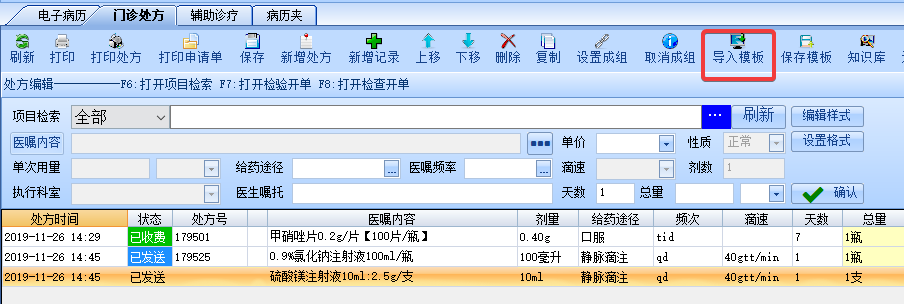 电子病历 门诊处方 辅助诊疗 病历夹
刷新 打印 打印处方 打印申请单 保存 新增处方 新增记录 上移 下移 删除 复制 设置成组 取消成组 导入模板 保存模板 知识库
处方编辑————F6:打开项目检索 F7:打开检验开单 F8:打开检查开单
项目检索 全部 ... 刷新 编辑样式
医嘱内容 ... 单价 性质 正常 设置格式
单次用量 给药途径 ... 医嘱频率 ... 滴速 剂数 1
执行科室 医生嘱托 天数 1 总量 确认
处方时间 状态 处方号 医嘱内容 剂量 给药途径 频次 滴速 天数 总量
2019-11-26 14:29 已收费 179501 甲硝唑片0.2g/片【100片/瓶】 0.40g 口服 tid 7 1瓶
2019-11-26 14:45 已发送 179525 0.9%氯化钠注射液100ml/瓶 100毫升 静脉滴注 qd 40gtt/min 1 1瓶
2019-11-26 14:45 已发送 硫酸镁注射液10ml:2.5g/支 10ml 静脉滴注 qd 40gtt/min 1 1支